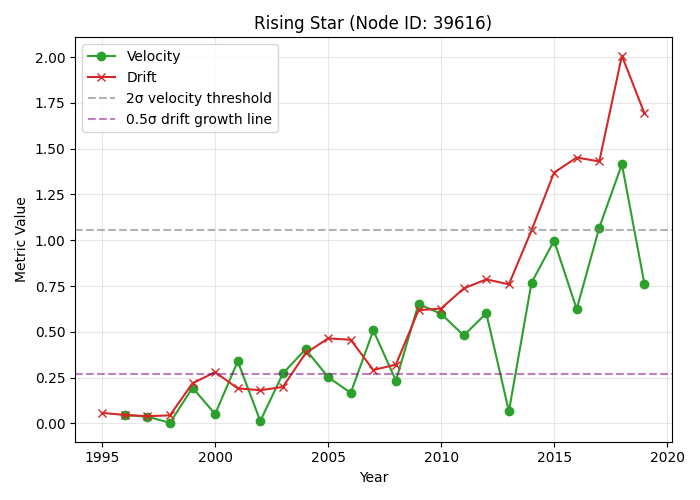 Rising Star (Node ID: 39616)
Velocity
Drift
2σ velocity threshold
0.5σ drift growth line
2.00
1.75
1.50
1.25
1.00
0.75
0.50
0.25
0.00
Metric Value
1995
2000
2005
2010
2015
2020
Year